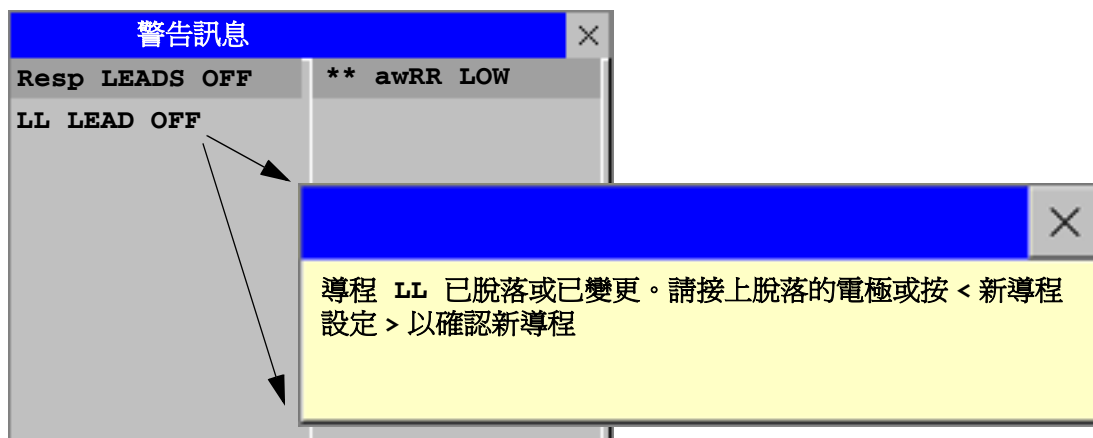 警告訊息
Resp LEADS OFF
** awRR LOW
LL LEAD OFF
導程 LL 已脫落或已變更。請接上脫落的電極或按 < 新導程
設定 > 以確認新導程